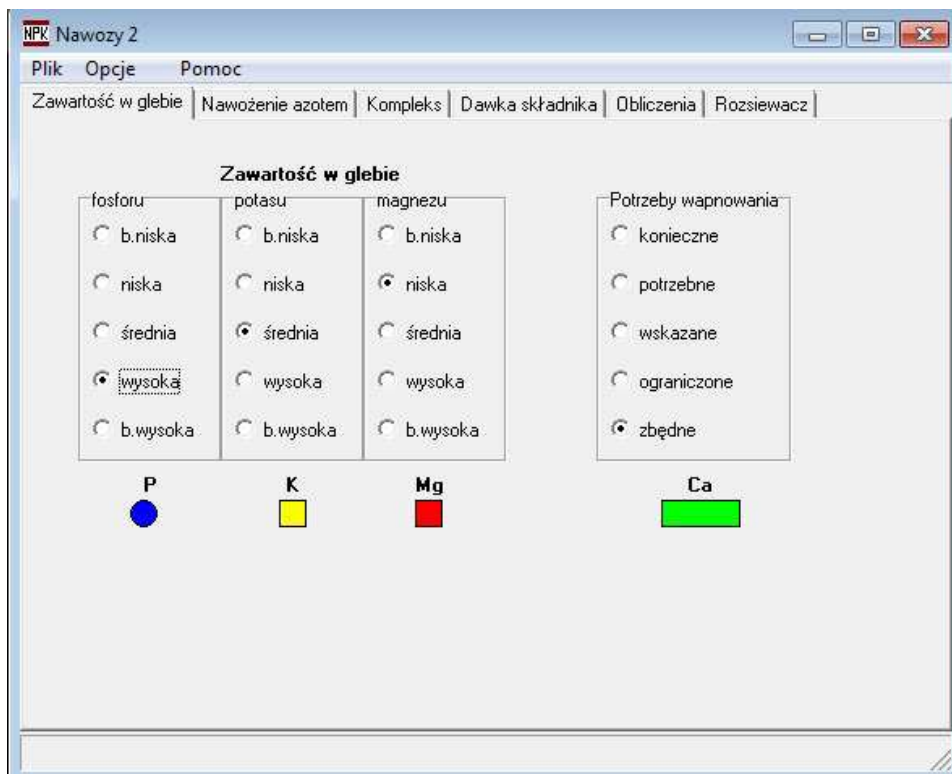 NPK Nawozy 2
Plik Opcje Pomoc
Zawartość w glebie Nawożenie azotem Kompleks Dawka składnika Obliczenia Rozsiewacz
Zawartość w glebie
fosforu potasu magnezu Potrzeby wapnowania
b.niska b.niska b.niska konieczne
niska niska niska potrzebne
średnia średnia średnia wskazane
wysoka wysoka wysoka ograniczone
b.wysoka b.wysoka b.wysoka zbędne
P K Mg Ca